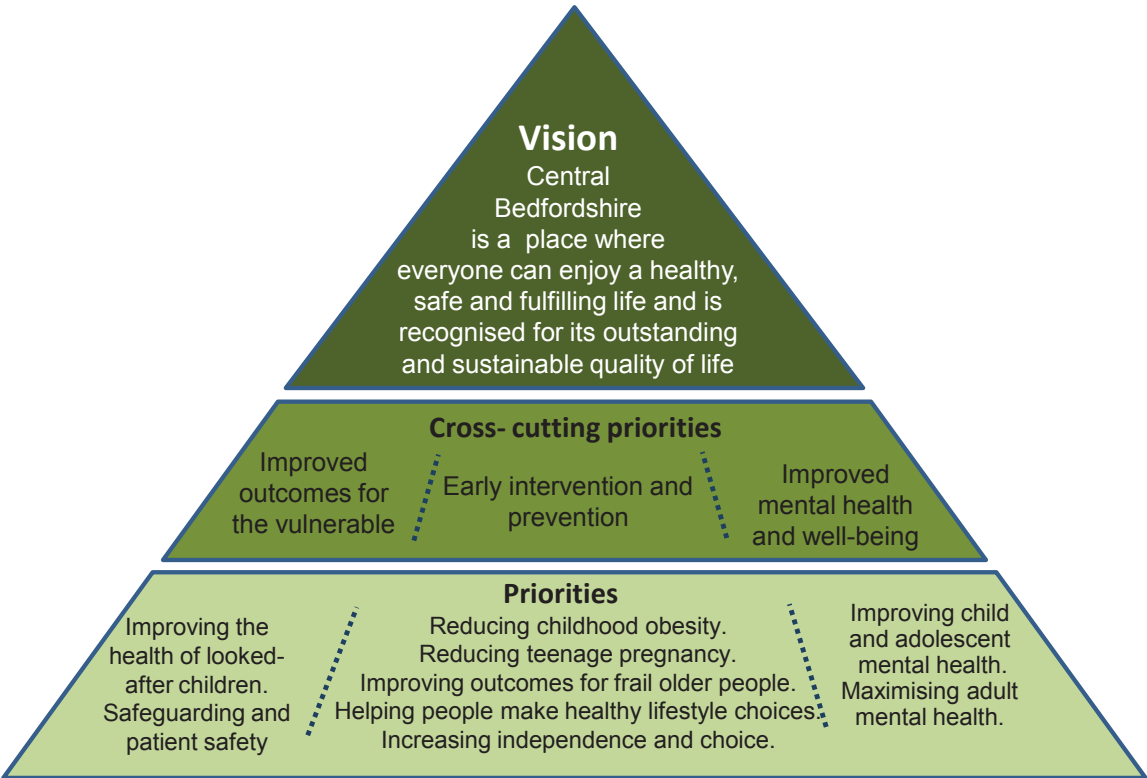 Vision
Central
Bedfordshire
is a place where
everyone can enjoy a healthy,
safe and fulfilling life and is
recognised for its outstanding
and sustainable quality of life
Cross- cutting priorities
Improved
outcomes for
the vulnerable
Early intervention and
prevention
Improved
mental health
and well-being
Priorities
Improving the
health of looked-
after children.
Safeguarding and
patient safety
Reducing childhood obesity.
Reducing teenage pregnancy.
Improving outcomes for frail older people.
Helping people make healthy lifestyle choices.
Increasing independence and choice.
Improving child
and adolescent
mental health.
Maximising adult
mental health.